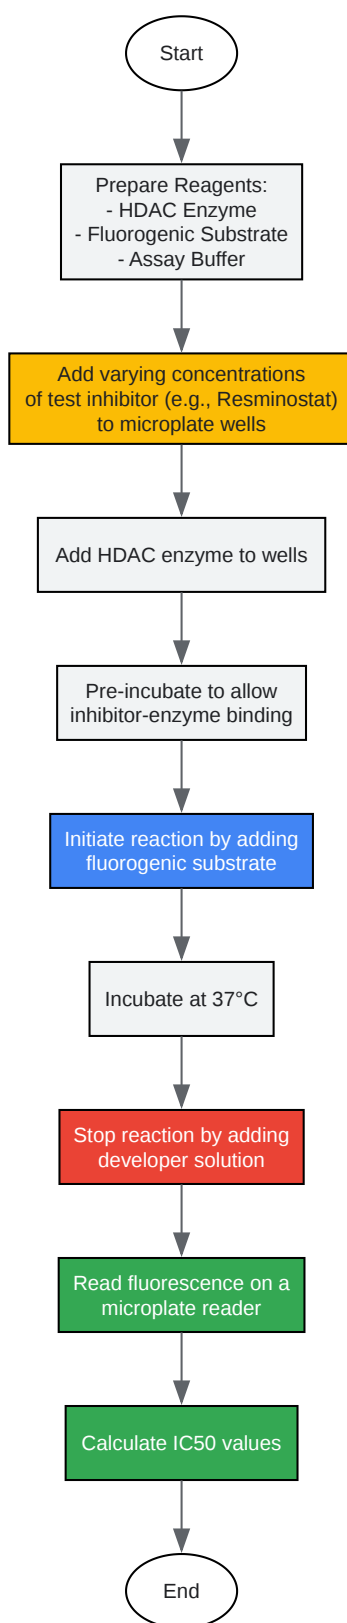 Start
Prepare Reagents:
- HDAC Enzyme
- Fluorogenic Substrate
- Assay Buffer
Add varying concentrations
of test inhibitor (e.g., Resminostat)
to microplate wells
Add HDAC enzyme to wells
Pre-incubate to allow
inhibitor-enzyme binding
Initiate reaction by adding
fluorogenic substrate
Incubate at 37°C
Stop reaction by adding
developer solution
Read fluorescence on a
microplate reader
Calculate IC50 values
End